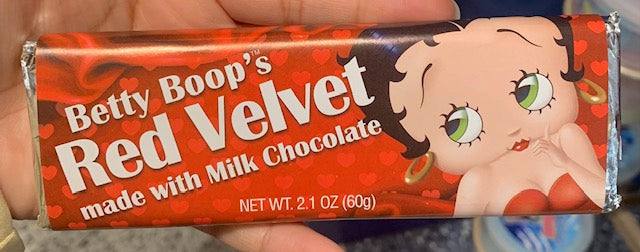 Betty Boop's™
Red Velvet
made with Milk Chocolate
NET WT. 2.1 OZ (60g)